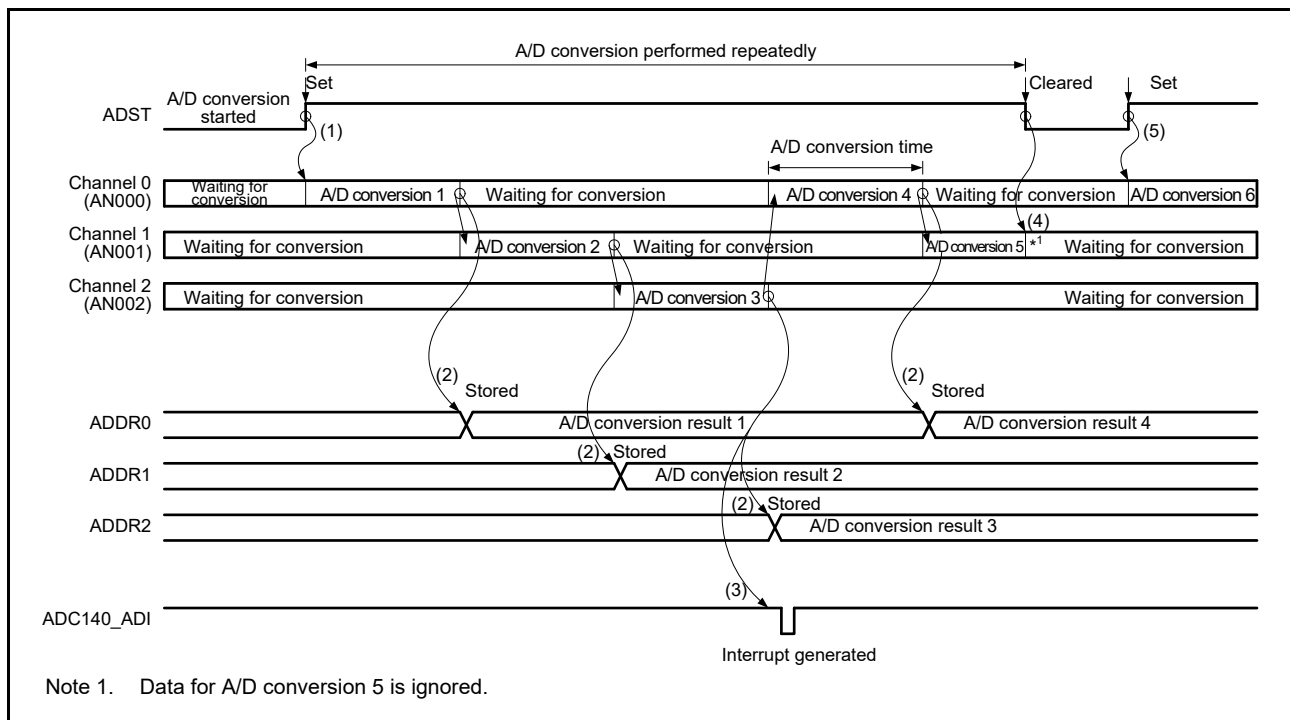 A/D conversion performed repeatedly
Set
Cleared
Set
ADST
A/D conversion
started
(1)
(5)
A/D conversion time
Channel 0
(AN000)
Waiting for
conversion
A/D conversion 1
Waiting for conversion
A/D conversion 4
Waiting for conversion
A/D conversion 6
(4)
Channel 1
(AN001)
Waiting for conversion
A/D conversion 2
Waiting for conversion
A/D conversion 5
*1
Waiting for conversion
Channel 2
(AN002)
Waiting for conversion
A/D conversion 3
Waiting for conversion
(2)
Stored
(2)
Stored
ADDR0
A/D conversion result 1
A/D conversion result 4
(2)
Stored
ADDR1
A/D conversion result 2
(2)
Stored
ADDR2
A/D conversion result 3
(3)
ADC140_ADI
Interrupt generated
Note 1. Data for A/D conversion 5 is ignored.